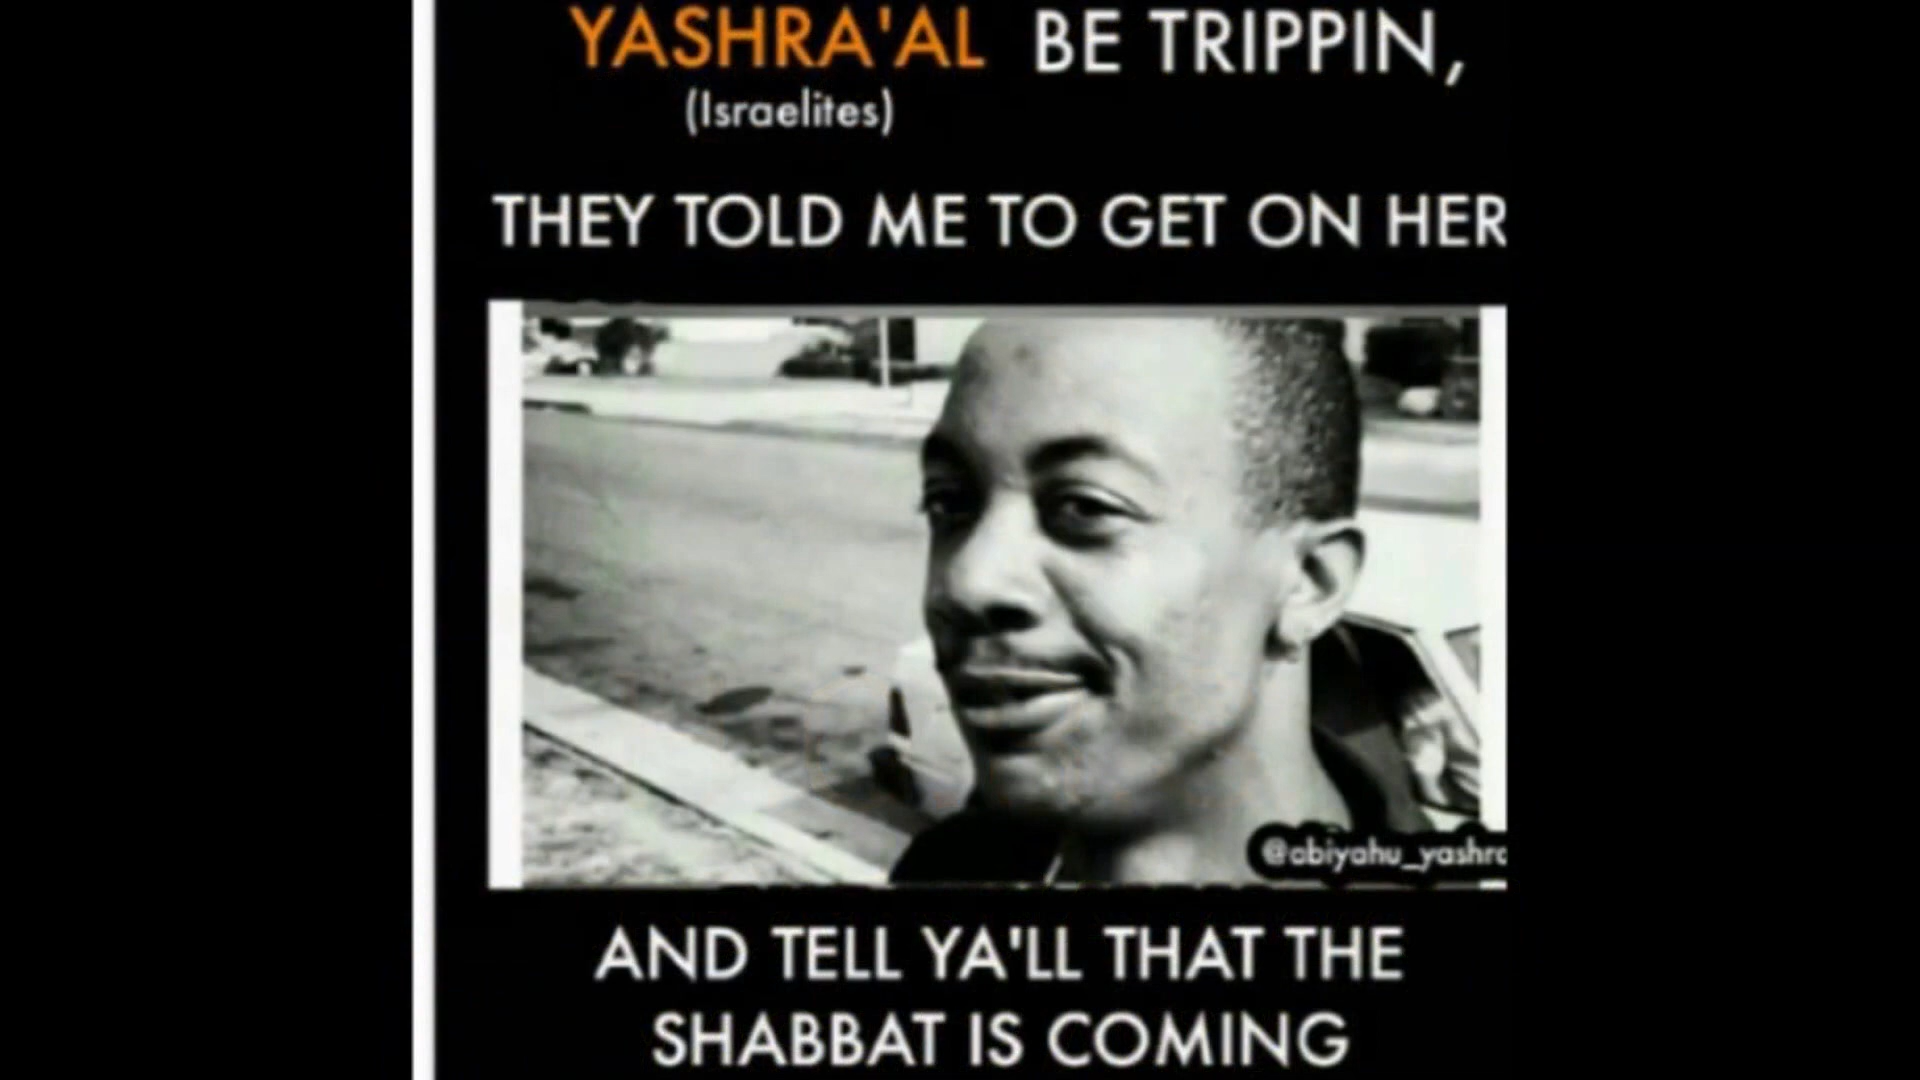 YASHRA'AL BE TRIPPIN,
(Israelites)
THEY TOLD ME TO GET ON HER
@abiyahu_yashra
AND TELL YA'LL THAT THE
SHABBAT IS COMING